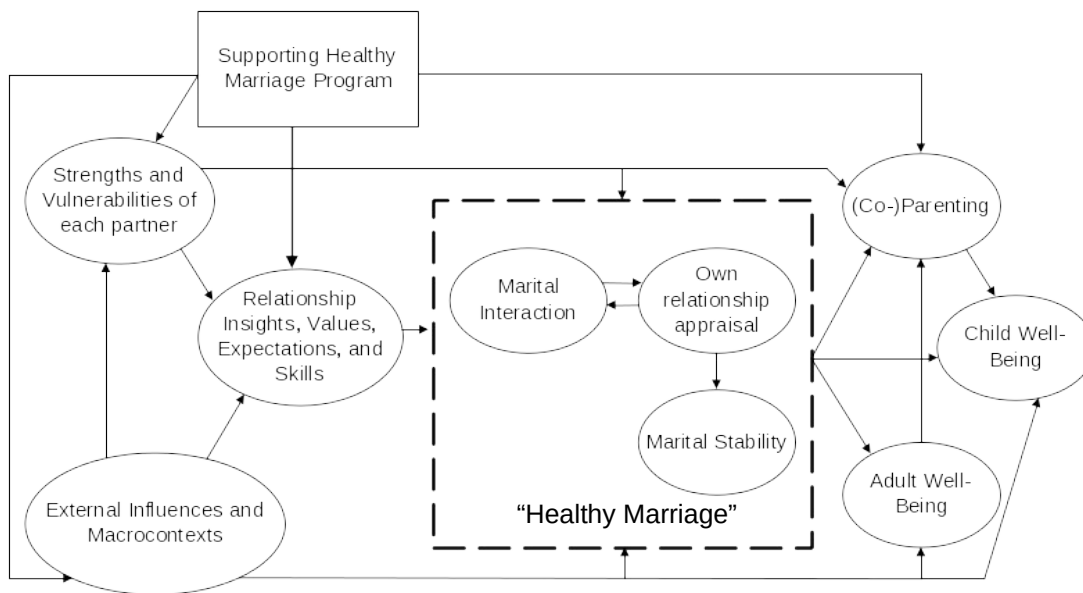 Supporting Healthy
Marriage Program
Strengths and
Vulnerabilities of
each partner
(Co-)Parenting
Marital
Interaction
Own
relationship
appraisal
Relationship
Insights, Values,
Expectations, and
Skills
Child Well-
Being
Marital Stability
Adult Well-
Being
External Influences and
Macrocontexts
“Healthy Marriage”